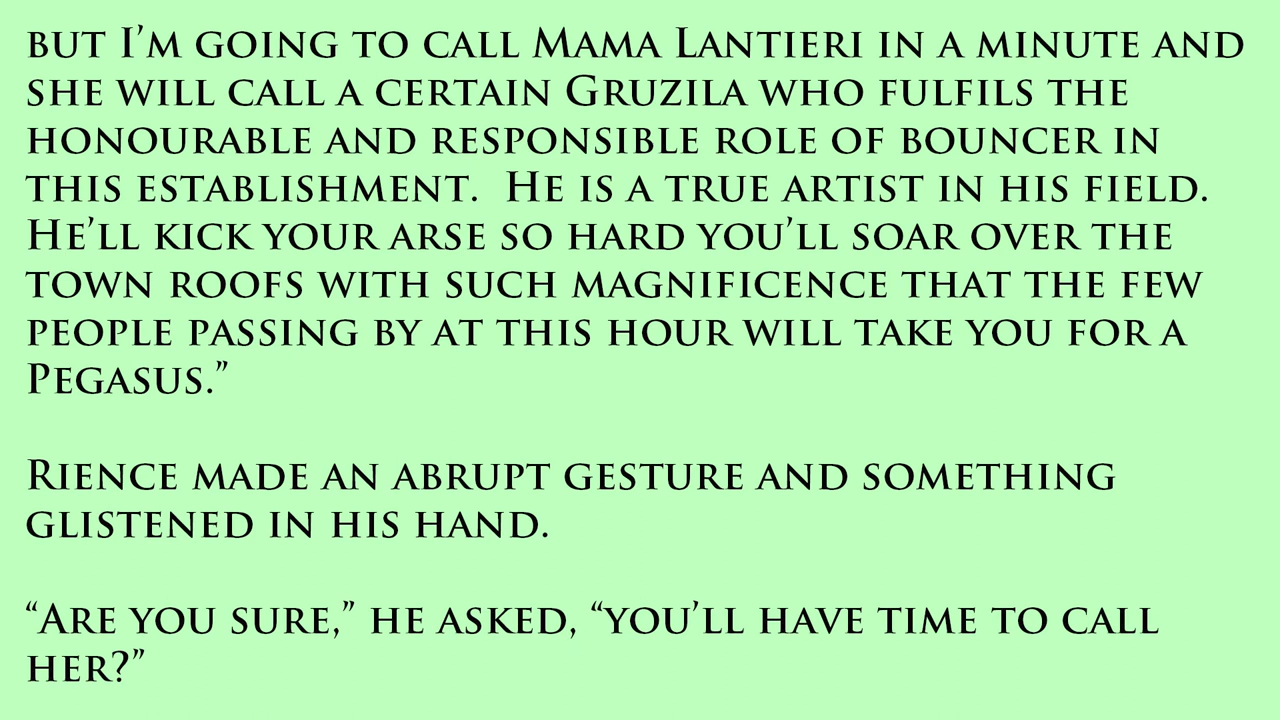 but I’m going to call Mama Lantieri in a minute and
she will call a certain Gruzila who fulfils the
honourable and responsible role of bouncer in
this establishment.  He is a true artist in his field.
He’ll kick your arse so hard you’ll soar over the
town roofs with such magnificence that the few
people passing by at this hour will take you for a
Pegasus.”
Rience made an abrupt gesture and something
glistened in his hand.
“Are you sure,” he asked, “you’ll have time to call
her?”